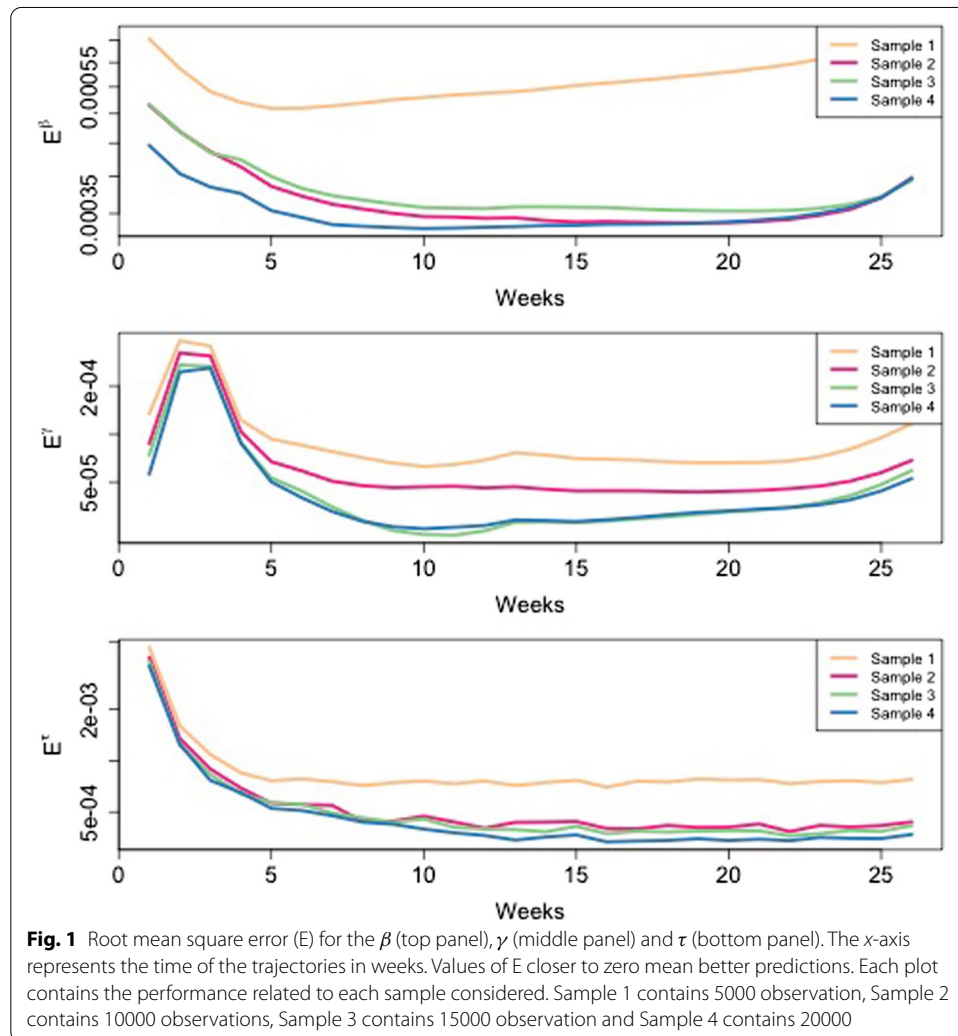 Sample 1
Sample 2
Sample 3
Sample 4
0.00055
0.00035
E^β
0 5 10 15 20 25
Weeks
Sample 1
Sample 2
Sample 3
Sample 4
2e-04
5e-05
E^γ
0 5 10 15 20 25
Weeks
Sample 1
Sample 2
Sample 3
Sample 4
2e-03
5e-04
E^τ
0 5 10 15 20 25
Weeks
Fig. 1 Root mean square error (E) for the β (top panel), γ (middle panel) and τ (bottom panel). The x-axis
represents the time of the trajectories in weeks. Values of E closer to zero mean better predictions. Each plot
contains the performance related to each sample considered. Sample 1 contains 5000 observation, Sample 2
contains 10000 observations, Sample 3 contains 15000 observation and Sample 4 contains 20000